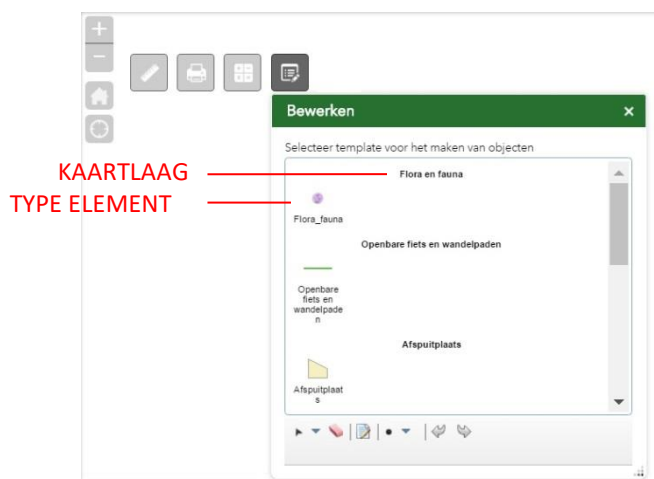 Bewerken
Selecteer template voor het maken van objecten
KAARTLAAG
Flora en fauna
TYPE ELEMENT
Flora_fauna
Openbare fiets en wandelpaden
Openbare
fiets en
wandelpade
n
Afspuitplaats
Afspuitplaat
s